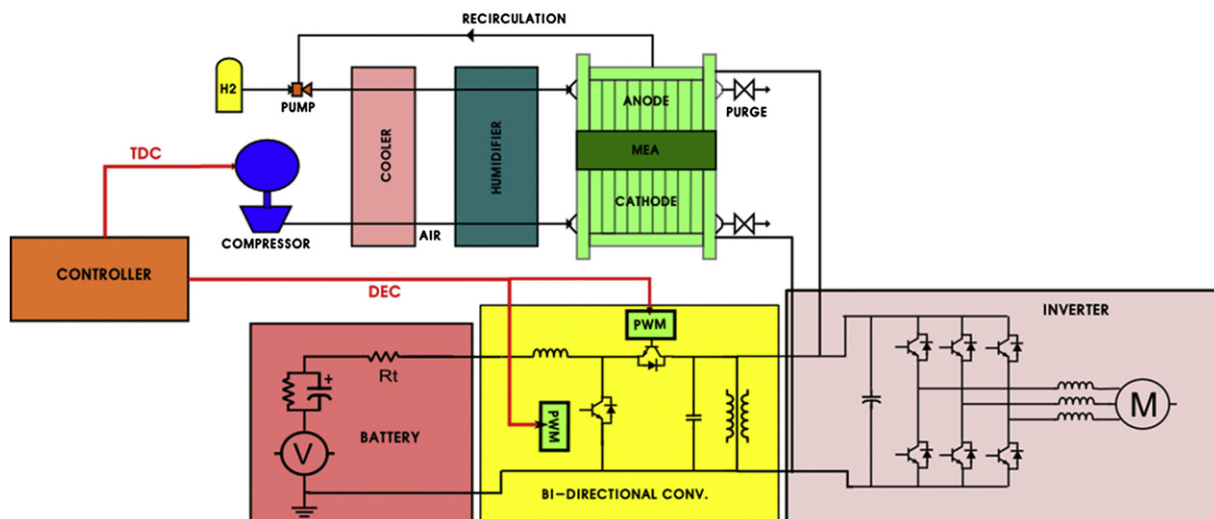 RECIRCULATION
H2
PUMP
ANODE
PURGE
TDC
COOLER
HUMIDIFIER
MEA
CATHODE
COMPRESSOR
AIR
CONTROLLER
DEC
INVERTER
PWM
Rt
+
M
PWM
BATTERY
V
BI-DIRECTIONAL CONV.